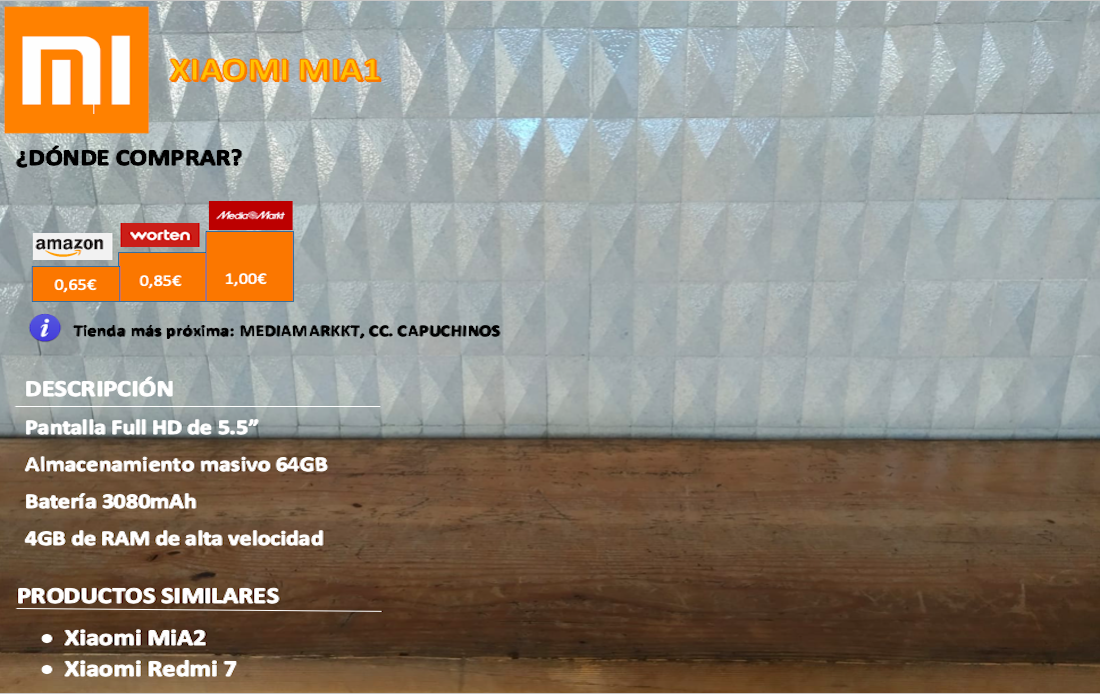 mi
XIAOMI MIA1
¿DÓNDE COMPRAR?
amazon
worten
MediaMarkt
0,65€
0,85€
1,00€
i
Tienda más próxima: MEDIAMARKKT, CC. CAPUCHINOS
DESCRIPCIÓN
Pantalla Full HD de 5.5”
Almacenamiento masivo 64GB
Batería 3080mAh
4GB de RAM de alta velocidad
PRODUCTOS SIMILARES
• Xiaomi MiA2
• Xiaomi Redmi 7